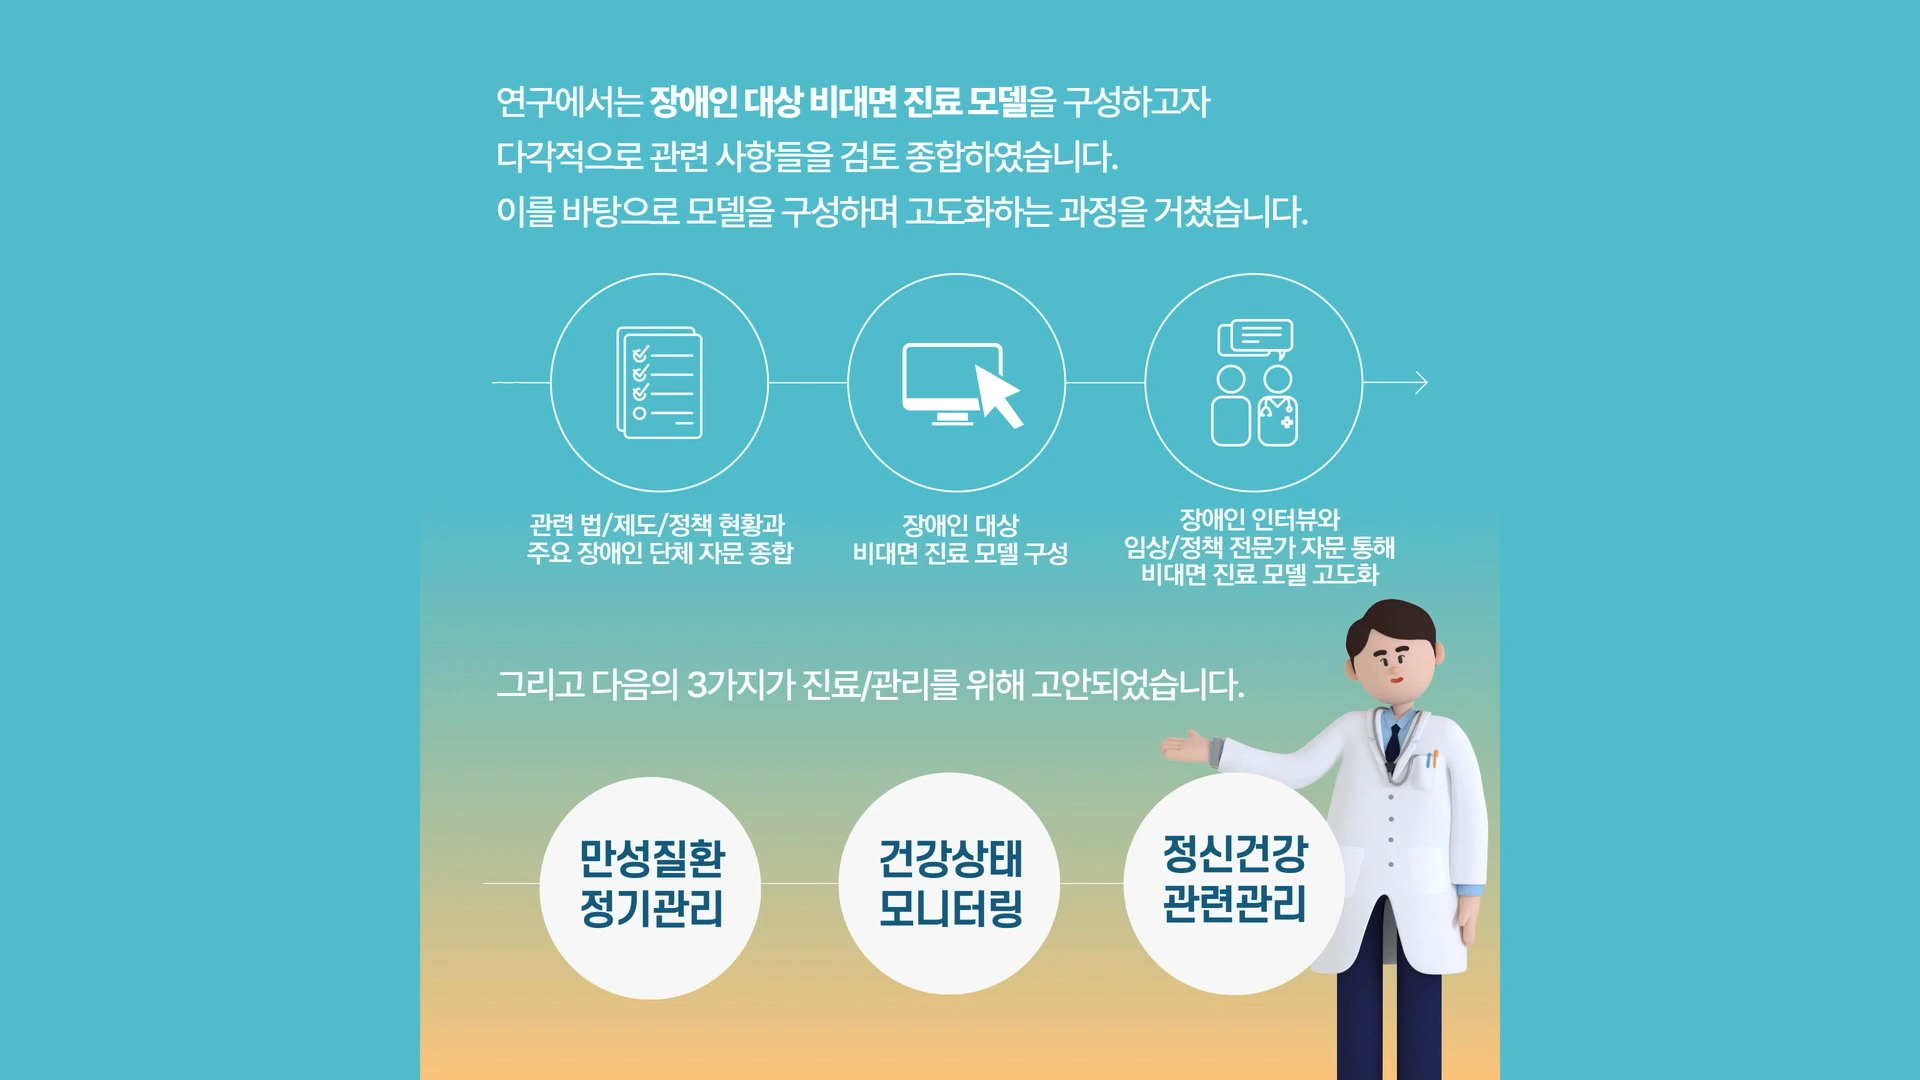 연구에서는 장애인 대상 비대면 진료 모델을 구성하고자
다각적으로 관련 사항들을 검토 종합하였습니다.
이를 바탕으로 모델을 구성하며 고도화하는 과정을 거쳤습니다.
관련 법/제도/정책 현황과
주요 장애인 단체 자문 종합
장애인 대상
비대면 진료 모델 구성
장애인 인터뷰와
임상/정책 전문가 자문 통해
비대면 진료 모델 고도화
그리고 다음의 3가지가 진료/관리를 위해 고안되었습니다.
만성질환
정기관리
건강상태
모니터링
정신건강
관련관리